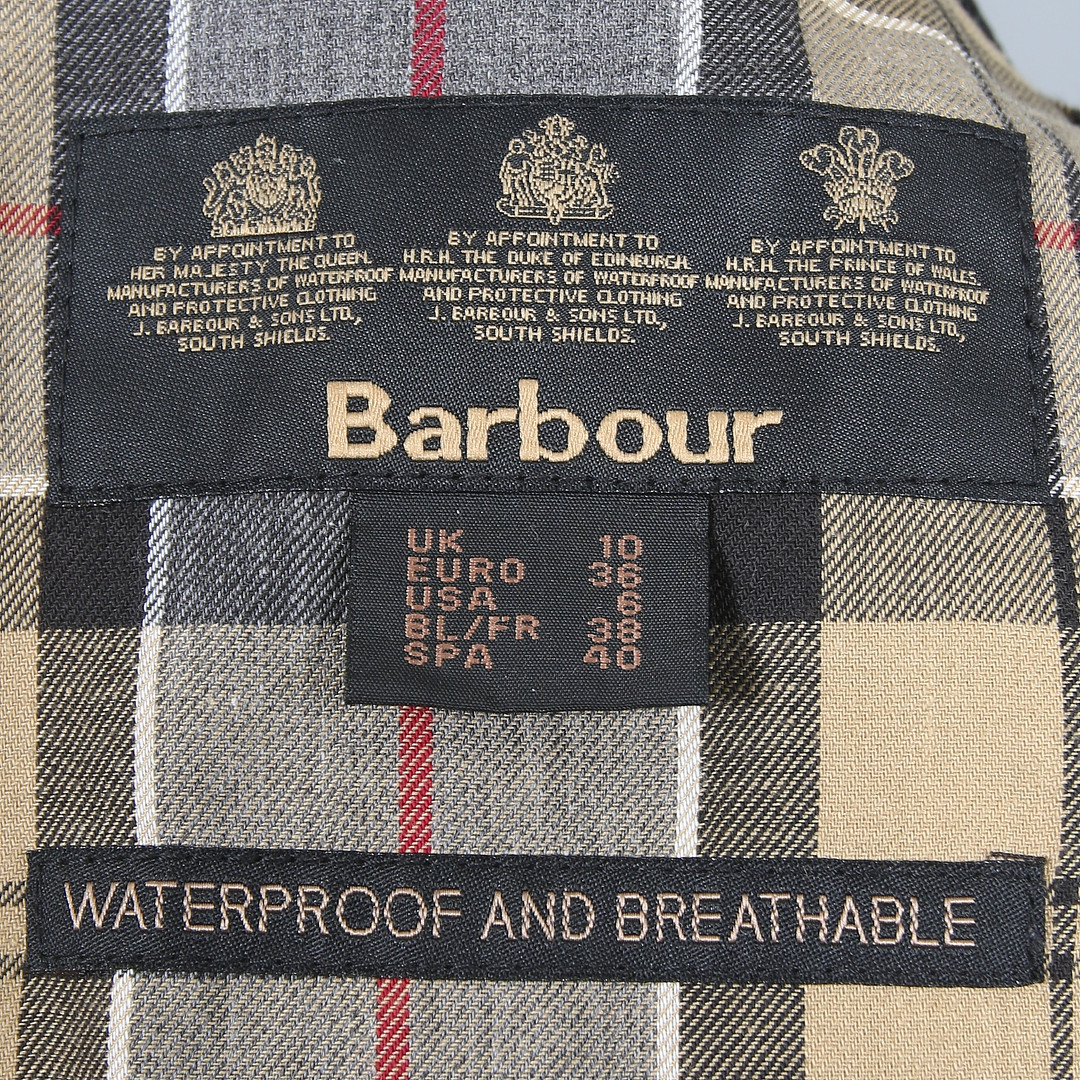 BY APPOINTMENT TO
HER MAJESTY THE QUEEN.
MANUFACTURERS OF WATERPROOF
AND PROTECTIVE CLOTHING
J. BARBOUR & SONS LTD.,
SOUTH SHIELDS.
BY APPOINTMENT TO
H.R.H. THE DUKE OF EDINBURGH.
MANUFACTURERS OF WATERPROOF
AND PROTECTIVE CLOTHING
J. BARBOUR & SONS LTD.,
SOUTH SHIELDS.
BY APPOINTMENT TO
H.R.H. THE PRINCE OF WALES.
MANUFACTURERS OF WATERPROOF
AND PROTECTIVE CLOTHING
J. BARBOUR & SONS LTD.,
SOUTH SHIELDS.
Barbour
UK 10
EURO 36
USA 6
BL/FR 38
SPA 40
WATERPROOF AND BREATHABLE